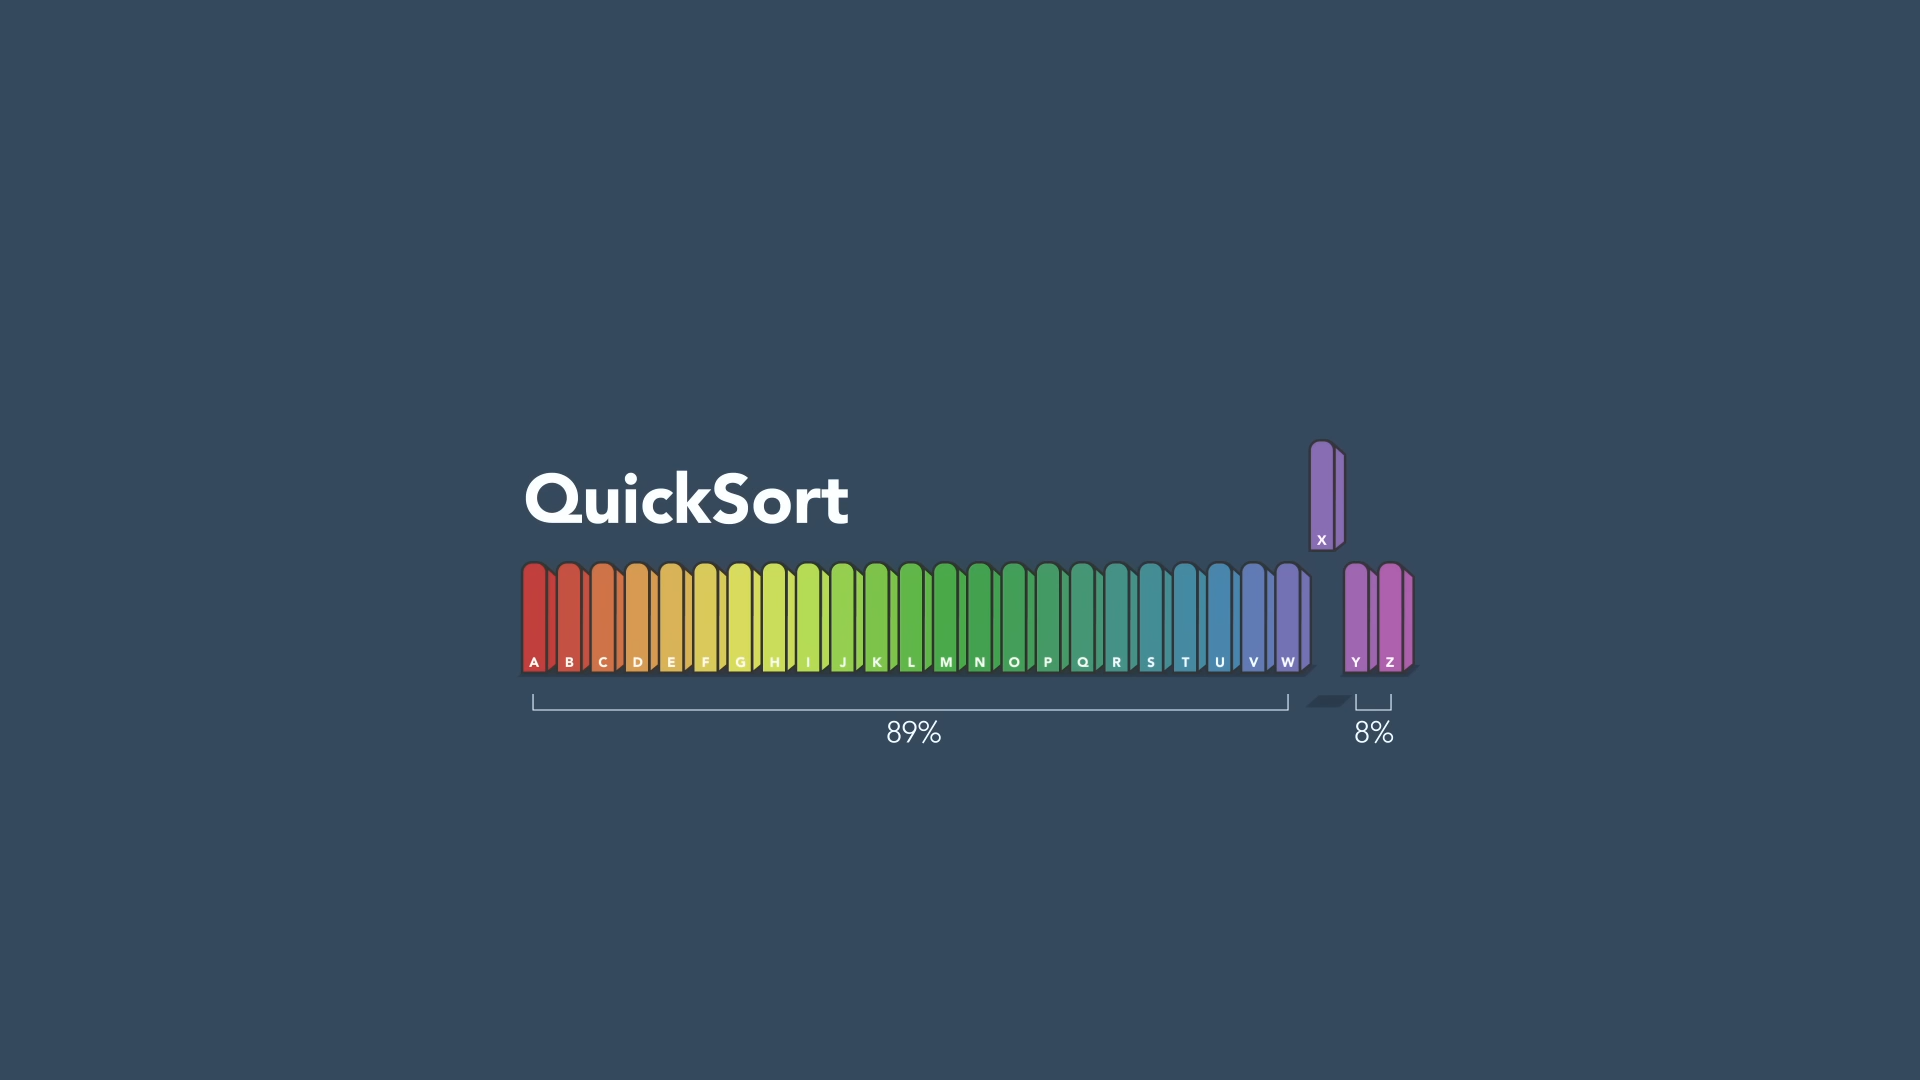 QuickSort
X
A B C D E F G H I J K L M N O P Q R S T U V W Y Z
89% 8%